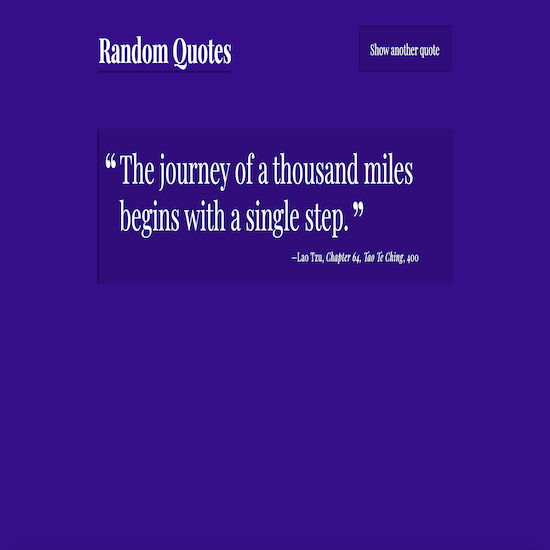 Random Quotes
Show another quote
“The journey of a thousand miles
begins with a single step.”
–Lao Tzu, Chapter 64, Tao Te Ching, 400